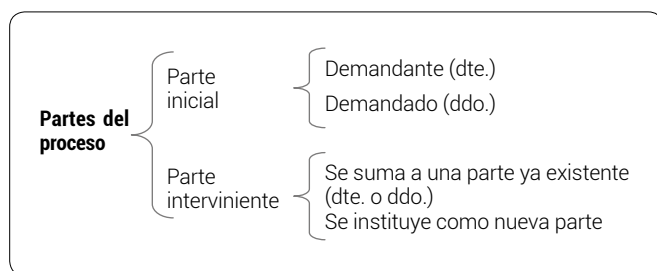 Partes del
proceso
Parte
inicial
Demandante (dte.)
Demandado (ddo.)
Parte
interviniente
Se suma a una parte ya existente
(dte. o ddo.)
Se instituye como nueva parte